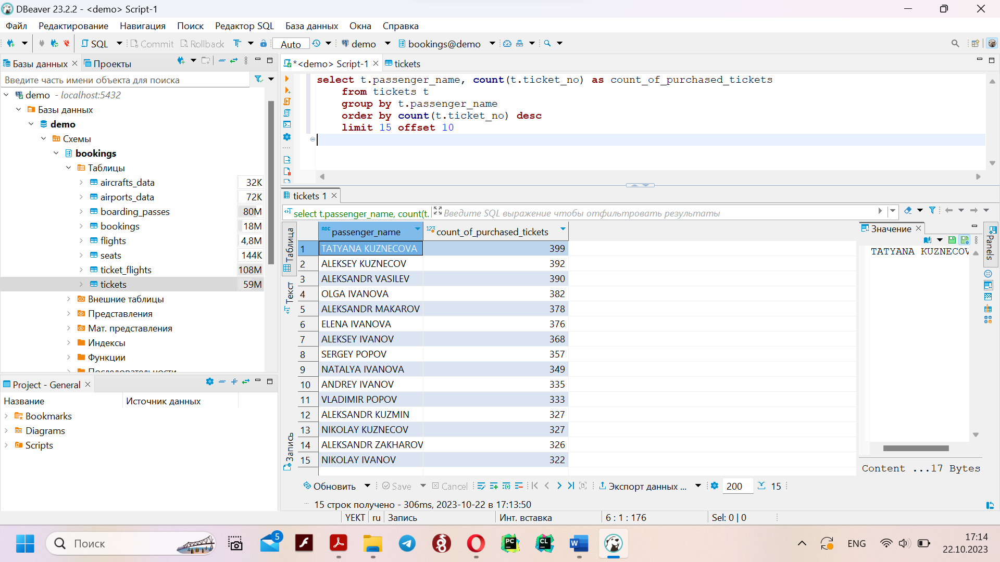 DBeaver 23.2.2 - <demo> Script-1
Файл Редактирование Навигация Поиск Редактор SQL База данных Окна Справка
SQL Commit Rollback Auto demo bookings@demo
Базы данных Проекты
Введите часть имени объекта для поиска
demo - localhost:5432
Базы данных
demo
Схемы
bookings
Таблицы
aircrafts_data 32K
airports_data 72K
boarding_passes 80M
bookings 18M
flights 4,8M
seats 144K
ticket_flights 108M
tickets 59M
Внешние таблицы
Представления
Мат. представления
Индексы
Функции
Последовательности
Project - General
Название Источник данных
Bookmarks
Diagrams
Scripts
*<demo> Script-1 tickets
select t.passenger_name, count(t.ticket_no) as count_of_purchased_tickets
from tickets t
group by t.passenger_name
order by count(t.ticket_no) desc
limit 15 offset 10
tickets 1
select t.passenger_name, count(t. Введите SQL выражение чтобы отфильтровать результаты
Таблица
Текст
Запись
ABC passenger_name 123 count_of_purchased_tickets
1 TATYANA KUZNECOVA 399
2 ALEKSEY KUZNECOV 392
3 ALEKSANDR VASILEV 390
4 OLGA IVANOVA 382
5 ALEKSANDR MAKAROV 378
6 ELENA IVANOVA 376
7 ALEKSEY IVANOV 368
8 SERGEY POPOV 357
9 NATALYA IVANOVA 349
10 ANDREY IVANOV 335
11 VLADIMIR POPOV 333
12 ALEKSANDR KUZMIN 327
13 NIKOLAY KUZNECOV 327
14 ALEKSANDR ZAKHAROV 326
15 NIKOLAY IVANOV 322
Значение
TATYANA KUZNECOV
Content ...17 Bytes
Panels
Обновить Save Cancel Экспорт данных ... 200 15
15 строк получено - 306ms, 2023-10-22 в 17:13:50
YEKT ru Запись Инт. вставка 6 : 1 : 176 Sel: 0 | 0
Поиск 5 PC CL W ENG 17:14
22.10.2023